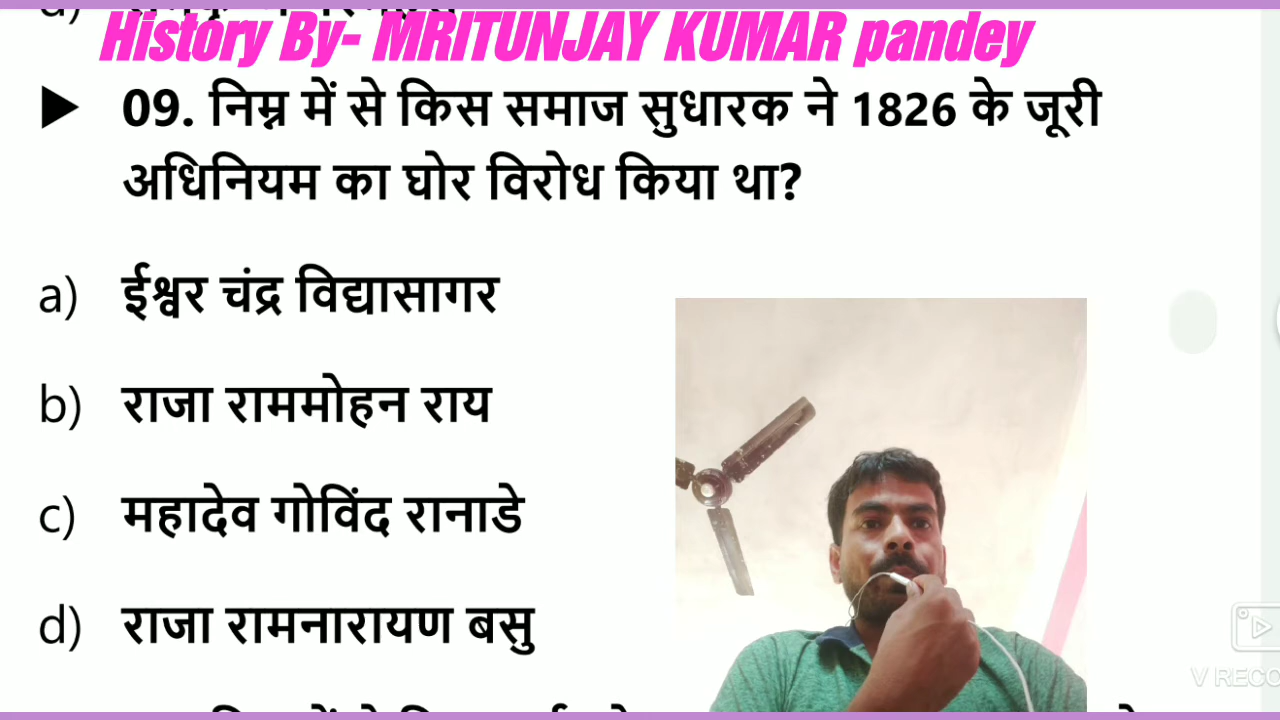 History By- MRITUNJAY KUMAR pandey
09. निम्न में से किस समाज सुधारक ने 1826 के जूरी
अधिनियम का घोर विरोध किया था?
a) ईश्वर चंद्र विद्यासागर
b) राजा राममोहन राय
c) महादेव गोविंद रानाडे
d) राजा रामनारायण बसु
V RECO